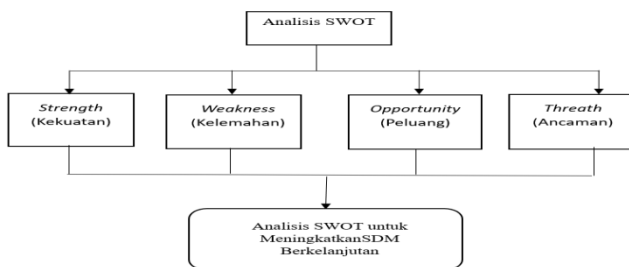 Analisis SWOT
Strength
(Kekuatan)
Weakness
(Kelemahan)
Opportunity
(Peluang)
Threath
(Ancaman)
Analisis SWOT untuk
MeningkatkanSDM
Berkelanjutan